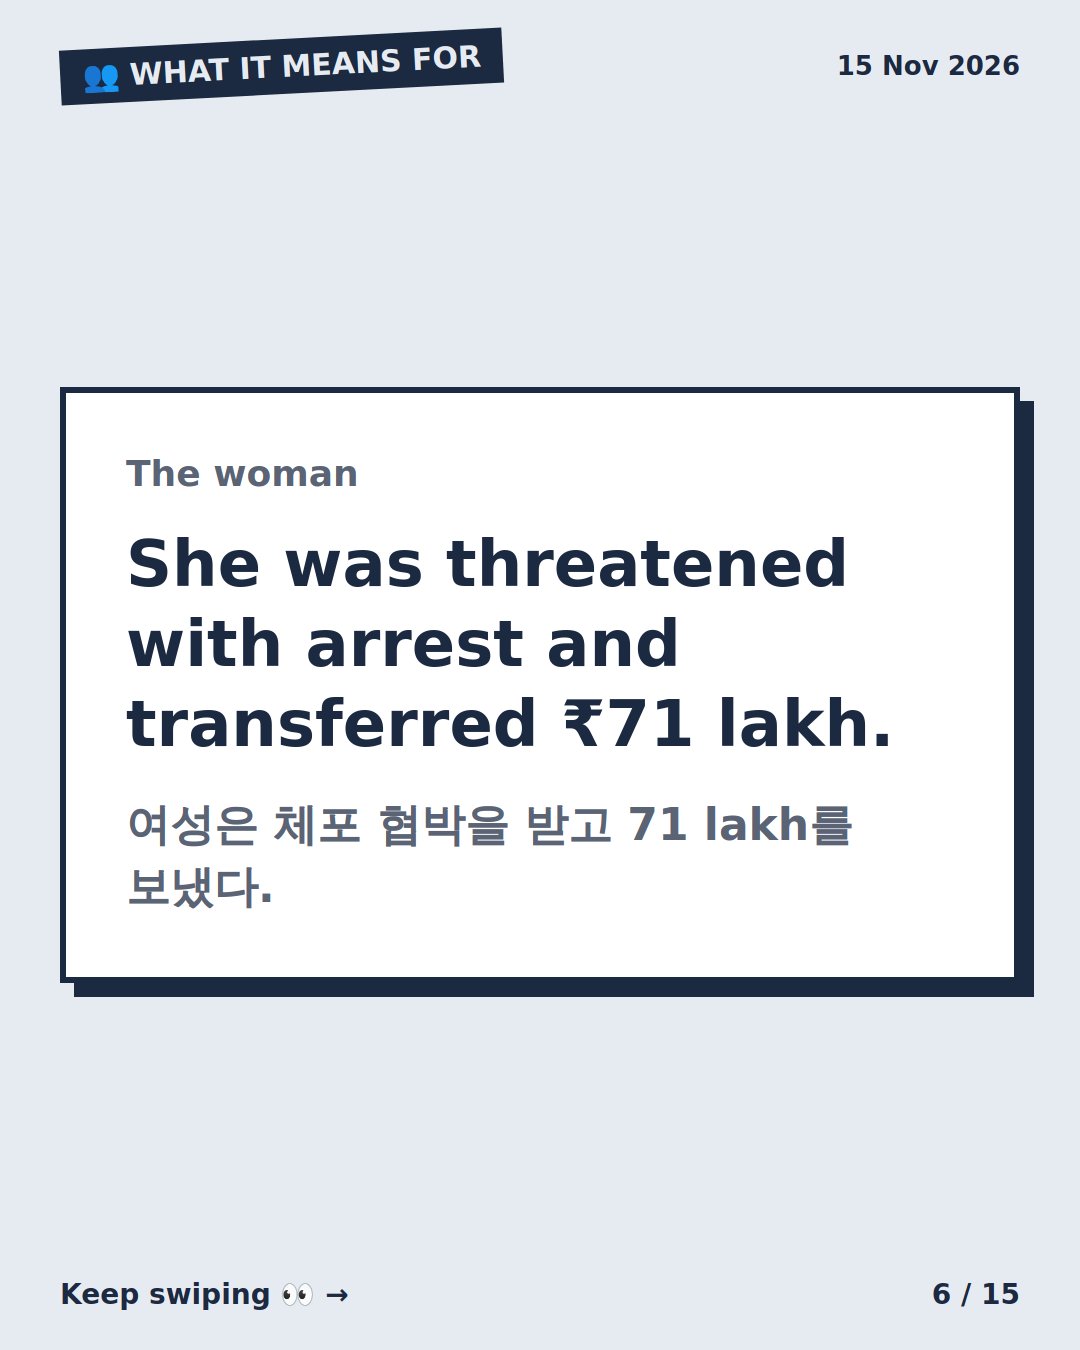 👥 WHAT IT MEANS FOR
15 Nov 2026
The woman
She was threatened
with arrest and
transferred ₹71 lakh.
여성은 체포 협박을 받고 71 lakh를
보냈다.
Keep swiping 👀 →
6 / 15